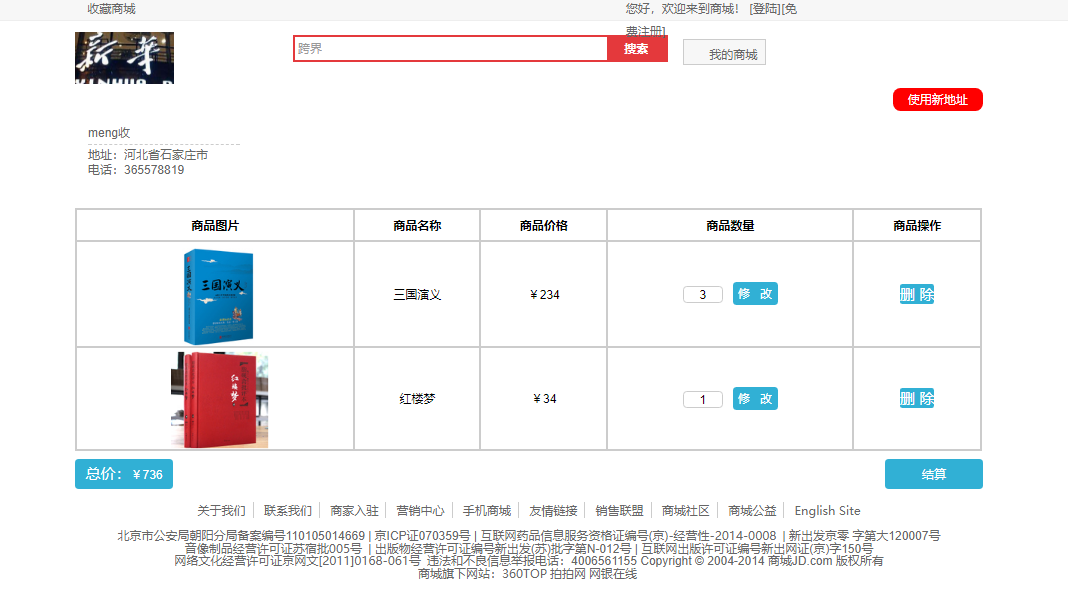 收藏商城
您好，欢迎来到商城！ [登陆][免
费注册]
新华
跨界
搜索
我的商城
使用新地址
meng收
地址：河北省石家庄市
电话：365578819
商品图片 商品名称 商品价格 商品数量 商品操作
三国演义
三国演义 ￥234 3 修 改 删 除
红楼梦
红楼梦 ￥34 1 修 改 删 除
总价：￥736
结算
关于我们 联系我们 商家入驻 营销中心 手机商城 友情链接 销售联盟 商城社区 商城公益 English Site
北京市公安局朝阳分局备案编号110105014669 | 京ICP证070359号 | 互联网药品信息服务资格证编号(京)-经营性-2014-0008 | 新出发京零 字第大120007号
音像制品经营许可证苏宿批005号 | 出版物经营许可证编号新出发(苏)批字第N-012号 | 互联网出版许可证编号新出网证(京)字150号
网络文化经营许可证京网文[2011]0168-061号 违法和不良信息举报电话：4006561155 Copyright © 2004-2014 商城JD.com 版权所有
商城旗下网站：360TOP 拍拍网 网银在线